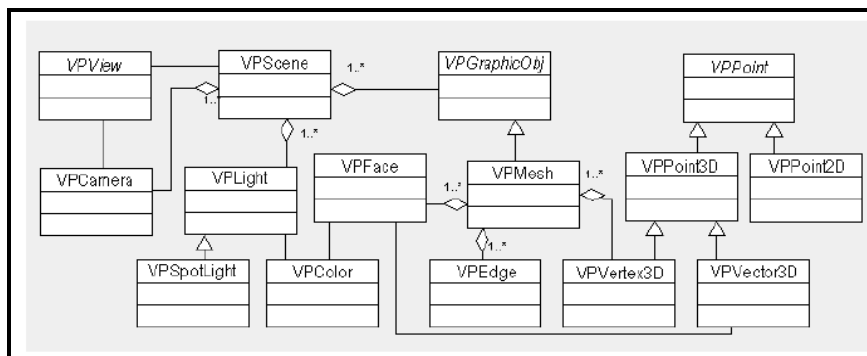 VPView
VPScene
VPGraphicObj
VPPoint
1..*
1..
1..*
VPCamera
VPLight
VPFace
VPMesh
VPPoint3D
VPPoint2D
1..*
1..*
1..*
VPSpotLight
VPColor
VPEdge
VPVertex3D
VPVector3D